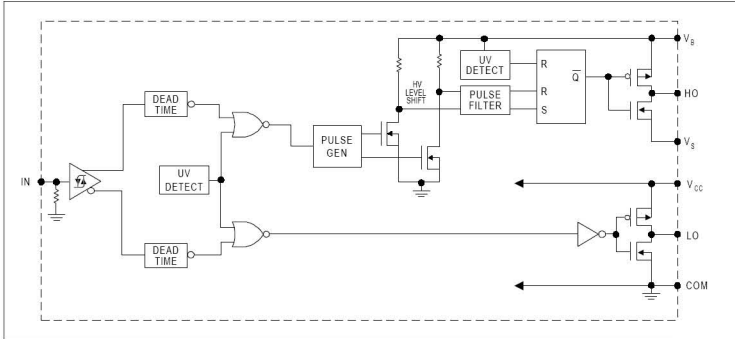 V_B
UV
DETECT
R
Q̅
HV
LEVEL
SHIFT
DEAD
TIME
PULSE
FILTER
R
S
HO
PULSE
GEN
V_S
IN
UV
DETECT
V_CC
DEAD
TIME
LO
COM